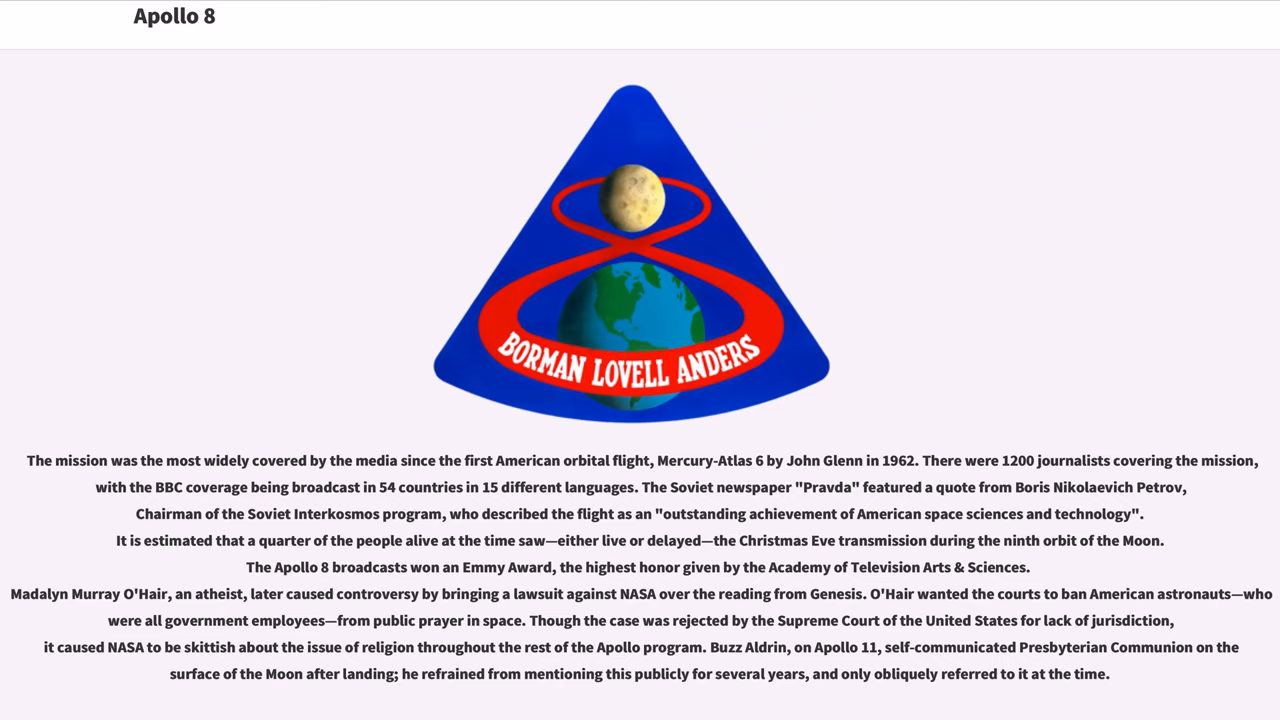 Apollo 8
BORMAN LOVELL ANDERS
The mission was the most widely covered by the media since the first American orbital flight, Mercury-Atlas 6 by John Glenn in 1962. There were 1200 journalists covering the mission,
with the BBC coverage being broadcast in 54 countries in 15 different languages. The Soviet newspaper "Pravda" featured a quote from Boris Nikolaevich Petrov,
Chairman of the Soviet Interkosmos program, who described the flight as an "outstanding achievement of American space sciences and technology".
It is estimated that a quarter of the people alive at the time saw—either live or delayed—the Christmas Eve transmission during the ninth orbit of the Moon.
The Apollo 8 broadcasts won an Emmy Award, the highest honor given by the Academy of Television Arts & Sciences.
Madalyn Murray O'Hair, an atheist, later caused controversy by bringing a lawsuit against NASA over the reading from Genesis. O'Hair wanted the courts to ban American astronauts—who
were all government employees—from public prayer in space. Though the case was rejected by the Supreme Court of the United States for lack of jurisdiction,
it caused NASA to be skittish about the issue of religion throughout the rest of the Apollo program. Buzz Aldrin, on Apollo 11, self-communicated Presbyterian Communion on the
surface of the Moon after landing; he refrained from mentioning this publicly for several years, and only obliquely referred to it at the time.